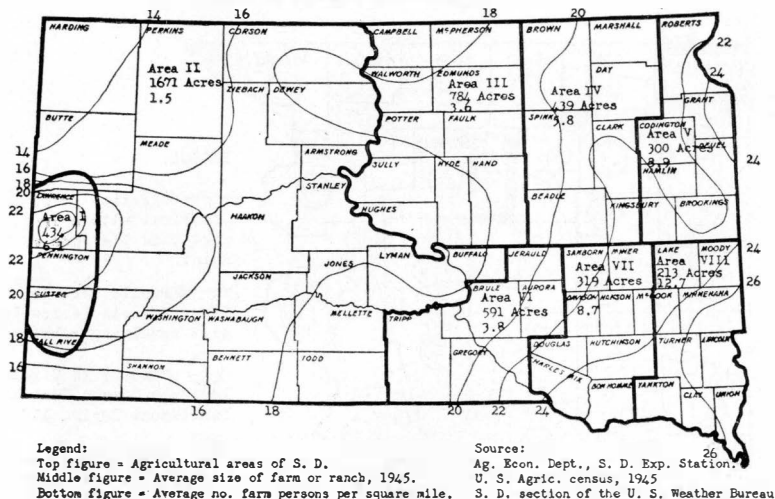 14 16 18 20
HARDING PERKINS CORSON CAMPBELL McPHERSON BROWN MARSHALL ROBERTS
22
Area II
1671 Acres
1.5
ZIEBACH DEWEY WALWORTH EDMUNDS
Area III
784 Acres
3.6
DAY
Area IV
439 Acres
5.8
24
GRANT
BUTTE MEADE POTTER FAULK SPINK CLARK CODINGTON
Area V
300 Acres
8.9
DEUEL
HAMLIN
24
14
16
18
20
ARMSTRONG STANLEY SULLY HYDE HAND BEADLE KINGSBURY BROOKINGS
LAWRENCE
22
Area I
434
6.1
HAAKON HUGHES
22
PENNINGTON JACKSON JONES LYMAN BUFFALO JERAULD SANBORN MINER LAKE MOODY
24
Area VII
319 Acres
8.7
Area VIII
213 Acres
12.7
26
20
CUSTER
BRULE AURORA
Area VI
591 Acres
3.8
DAVISON HANSON McCOOK MINNEHAHA
WASHINGTON WASHABAUGH MELLETTE TRIPP
18
FALL RIVER
16
SHANNON BENNETT TODD GREGORY CHARLES MIX DOUGLAS HUTCHINSON TURNER LINCOLN
BON HOMME YANKTON CLAY UNION
16 18 20 22 24 26
Legend:
Top figure = Agricultural areas of S. D.
Middle figure = Average size of farm or ranch, 1945.
Bottom figure = Average no. farm persons per square mile.
Source:
Ag. Econ. Dept., S. D. Exp. Station.
U. S. Agric. census, 1945
S. D. section of the U. S. Weather Bureau